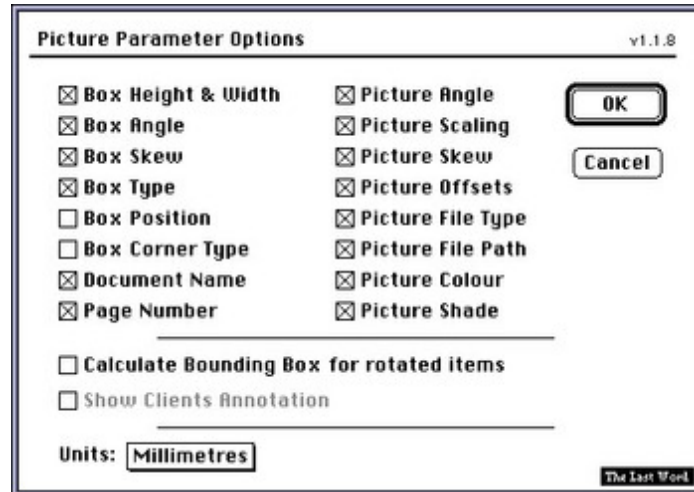 Picture Parameter Options v1.1.8
Box Height & Width
Box Angle
Box Skew
Box Type
Box Position
Box Corner Type
Document Name
Page Number
Picture Angle
Picture Scaling
Picture Skew
Picture Offsets
Picture File Type
Picture File Path
Picture Colour
Picture Shade
OK
Cancel
Calculate Bounding Box for rotated items
Show Clients Annotation
Units: Millimetres
The Last Word